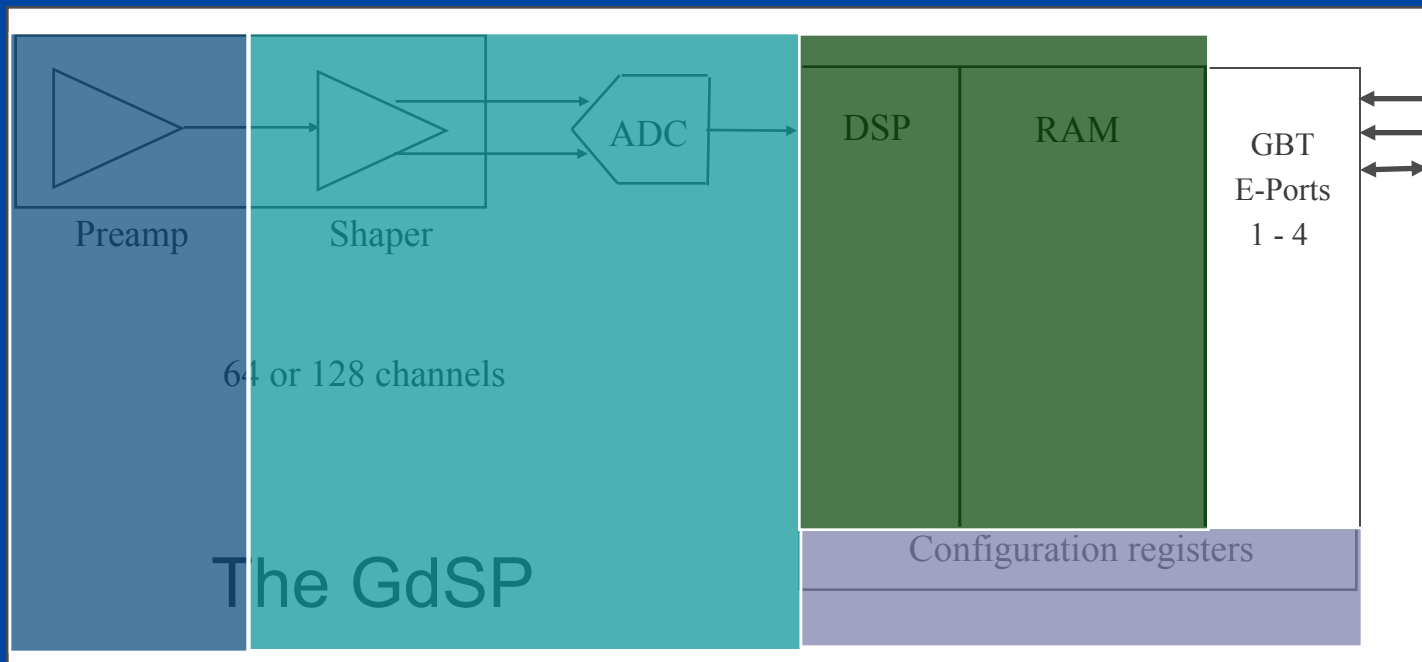 ADC
DSP
RAM
GBT
E-Ports
1 - 4
Preamp
Shaper
64 or 128 channels
Configuration registers
The GdSP